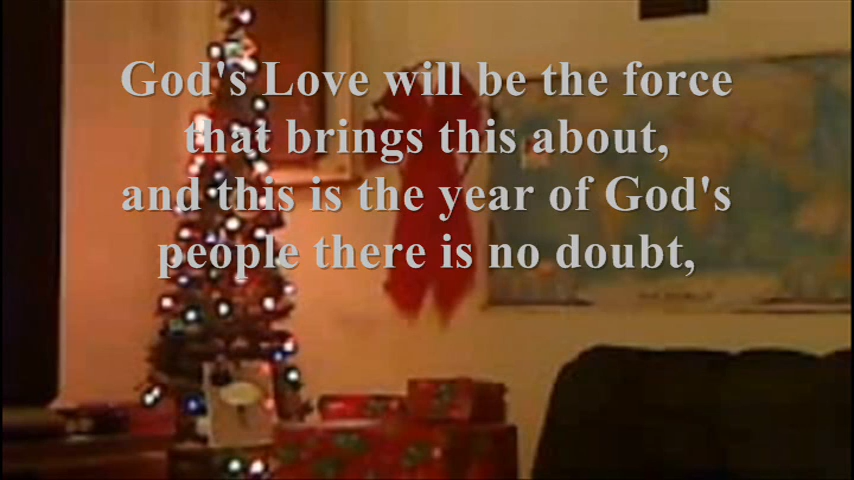 God's Love will be the force
that brings this about,
and this is the year of God's
people there is no doubt,